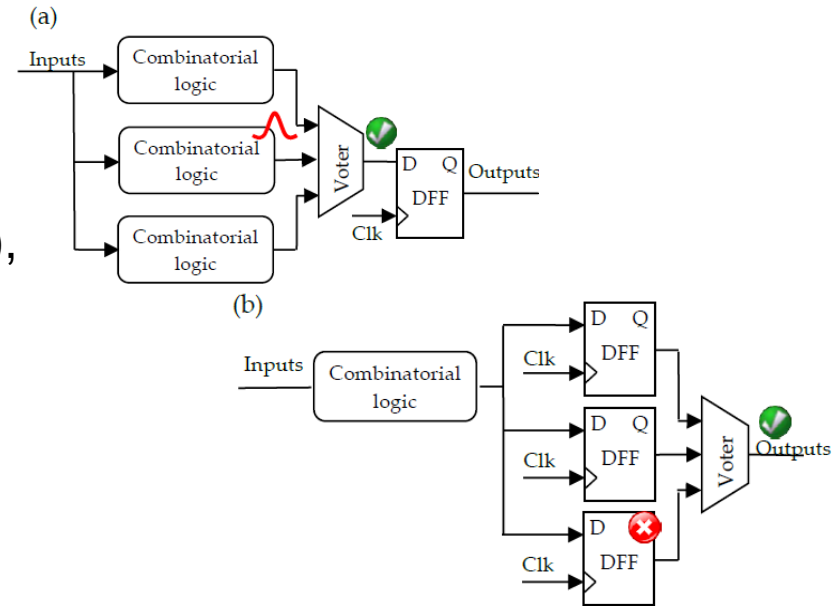 (a)
Inputs
Combinatorial
logic
Combinatorial
logic
Combinatorial
logic
Voter
D Q
DFF
Clk
Outputs
),
(b)
Inputs
Combinatorial
logic
D Q
DFF
Clk
D Q
DFF
Clk
D
DFF
Clk
Voter
Outputs